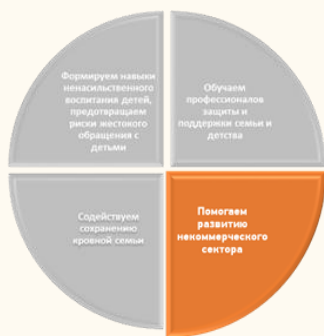 Формируем навыки
ненасильственного
воспитания детей,
предотвращаем
риски жестокого
обращения с
детьми
Обучаем
профессионалов
защиты и
поддержки семьи и
детства
Содействуем
сохранению
кровной семьи
Помогаем
развитию
некоммерческого
сектора